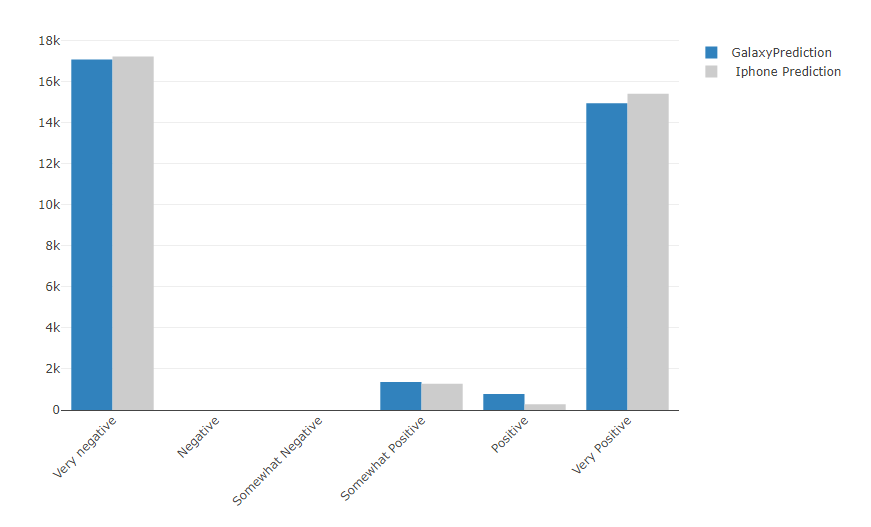 18k
16k
14k
12k
10k
8k
6k
4k
2k
0
Very negative
Negative
Somewhat Negative
Somewhat Positive
Positive
Very Positive
GalaxyPrediction
Iphone Prediction